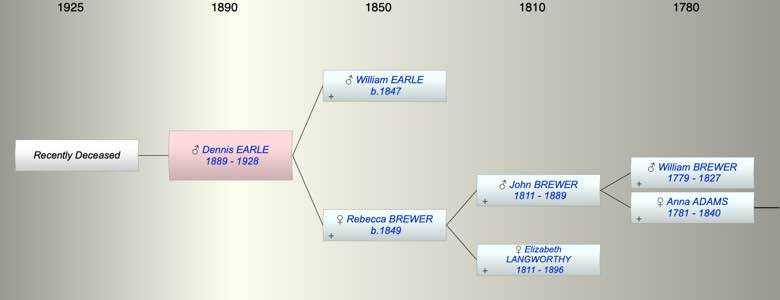 1925 1890 1850 1810 1780
♂ William EARLE
b.1847
+
Recently Deceased
♂ Dennis EARLE
1889 - 1928
♀ Rebecca BREWER
b.1849
+
♂ John BREWER
1811 - 1889
+
♂ William BREWER
1779 - 1827
+
♀ Anna ADAMS
1781 - 1840
+
♀ Elizabeth
LANGWORTHY
1811 - 1896
+